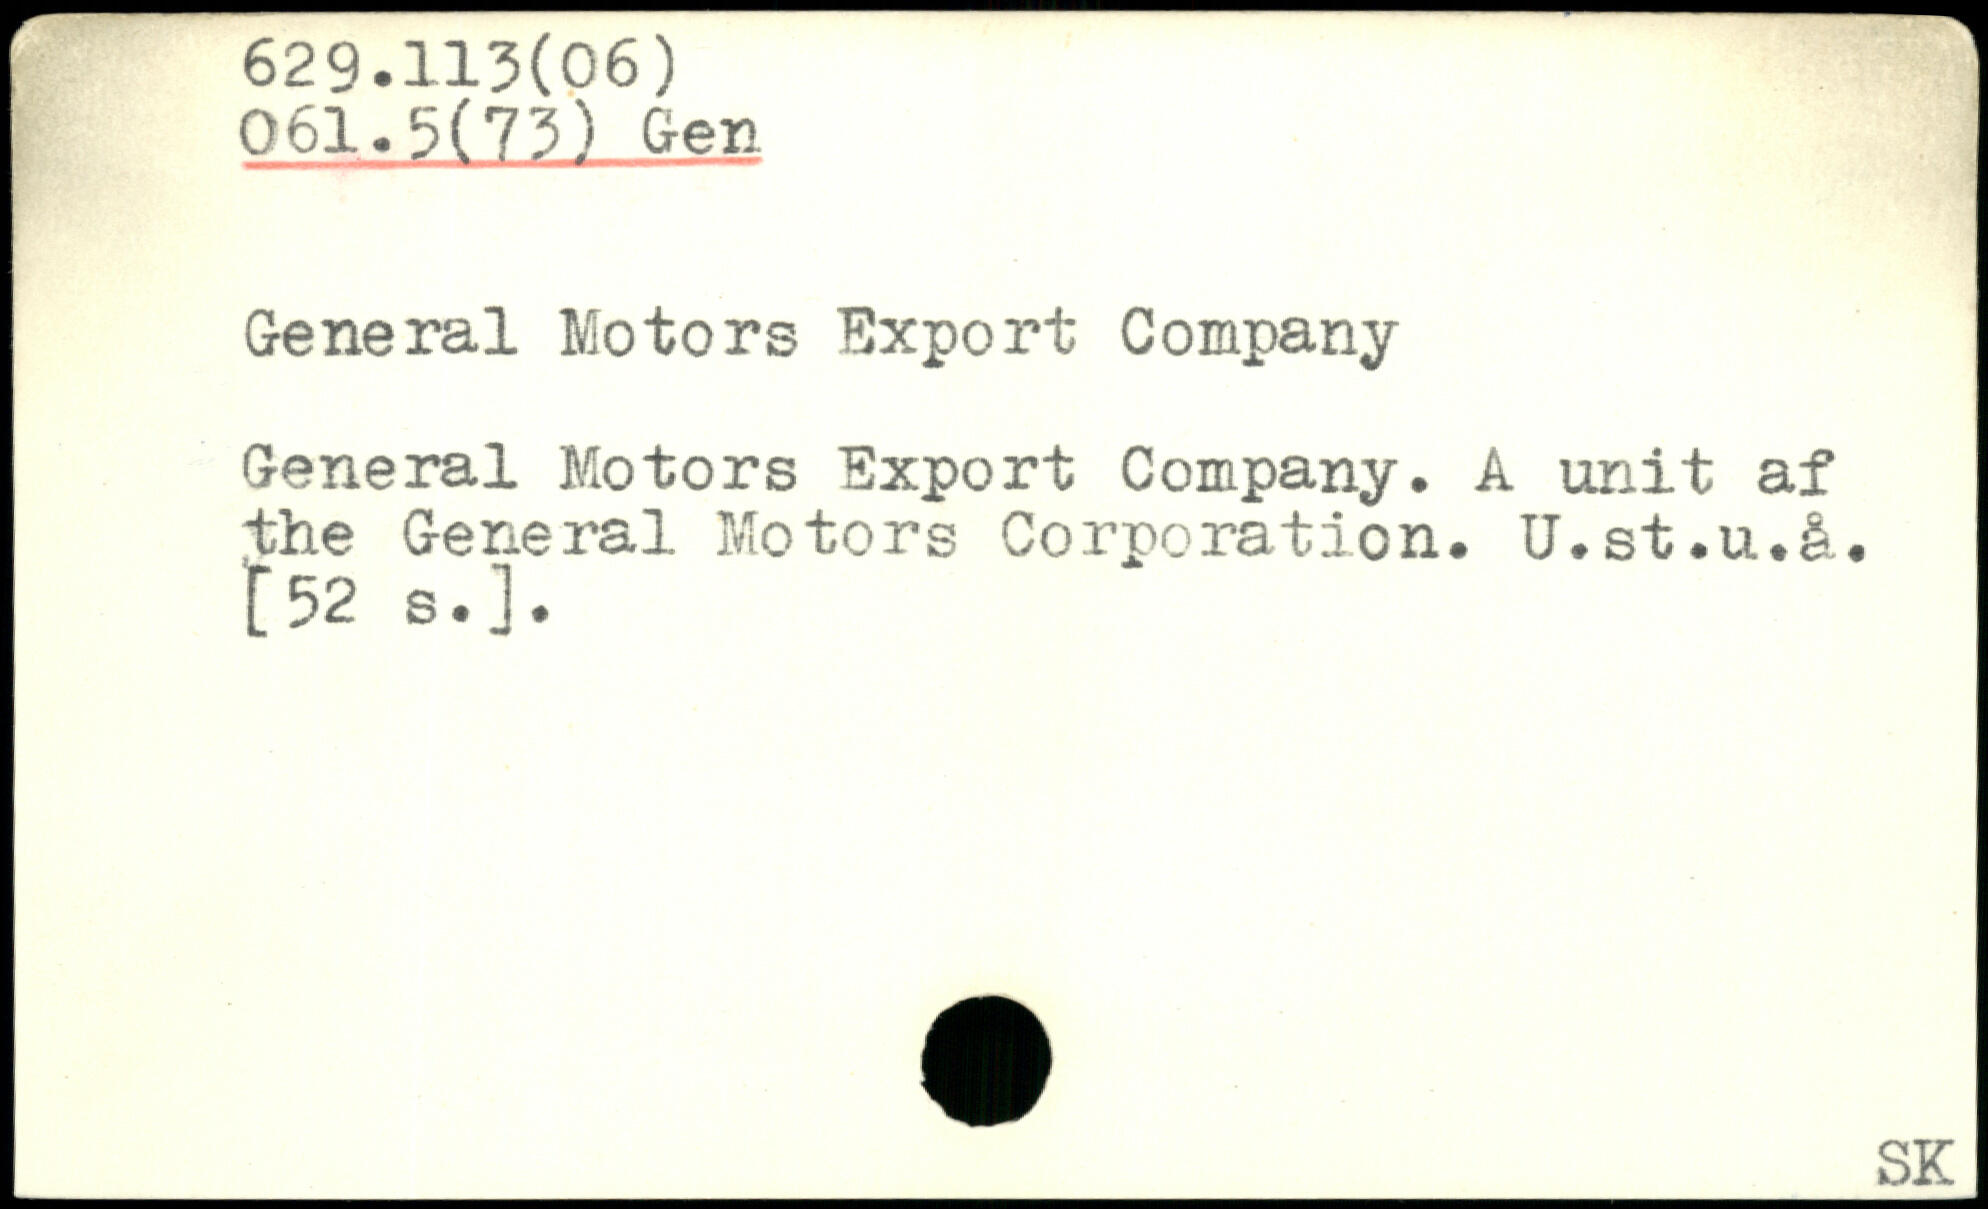 629.113(06)
061.5(73) Gen
General Motors Export Company
General Motors Export Company. A unit af
the General Motors Corporation. U.st.u.å.
[52 s.].
SK